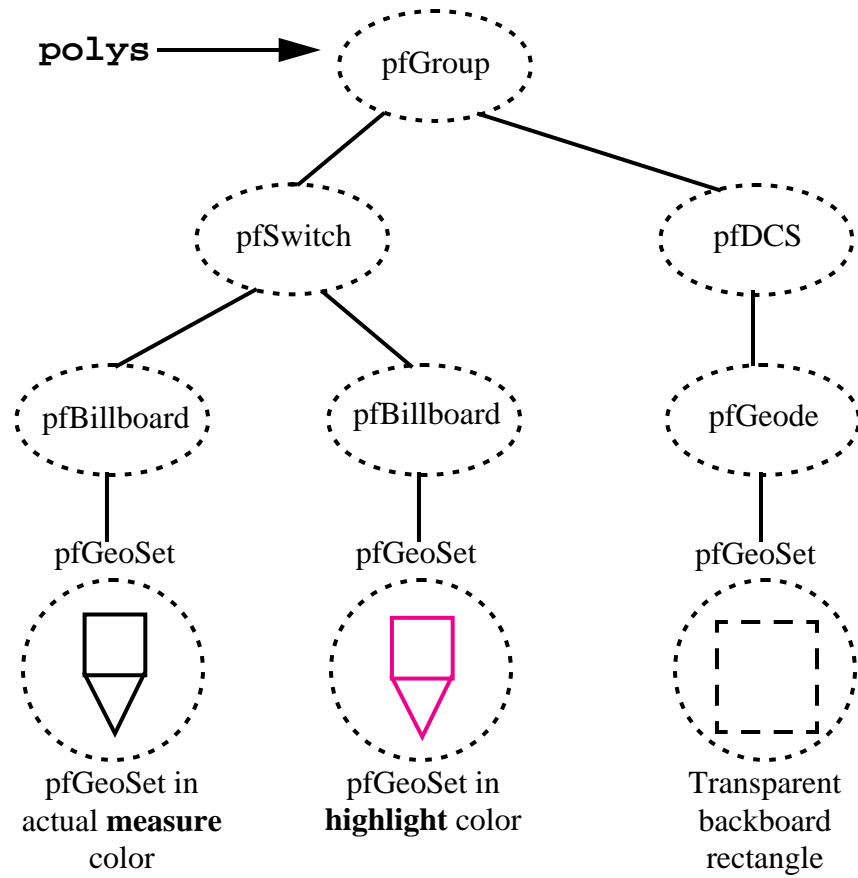 polys
pfGroup
pfSwitch
pfDCS
pfBillboard
pfBillboard
pfGeode
pfGeoSet
pfGeoSet
pfGeoSet
pfGeoSet in
actual measure
color
pfGeoSet in
highlight color
Transparent
backboard
rectangle